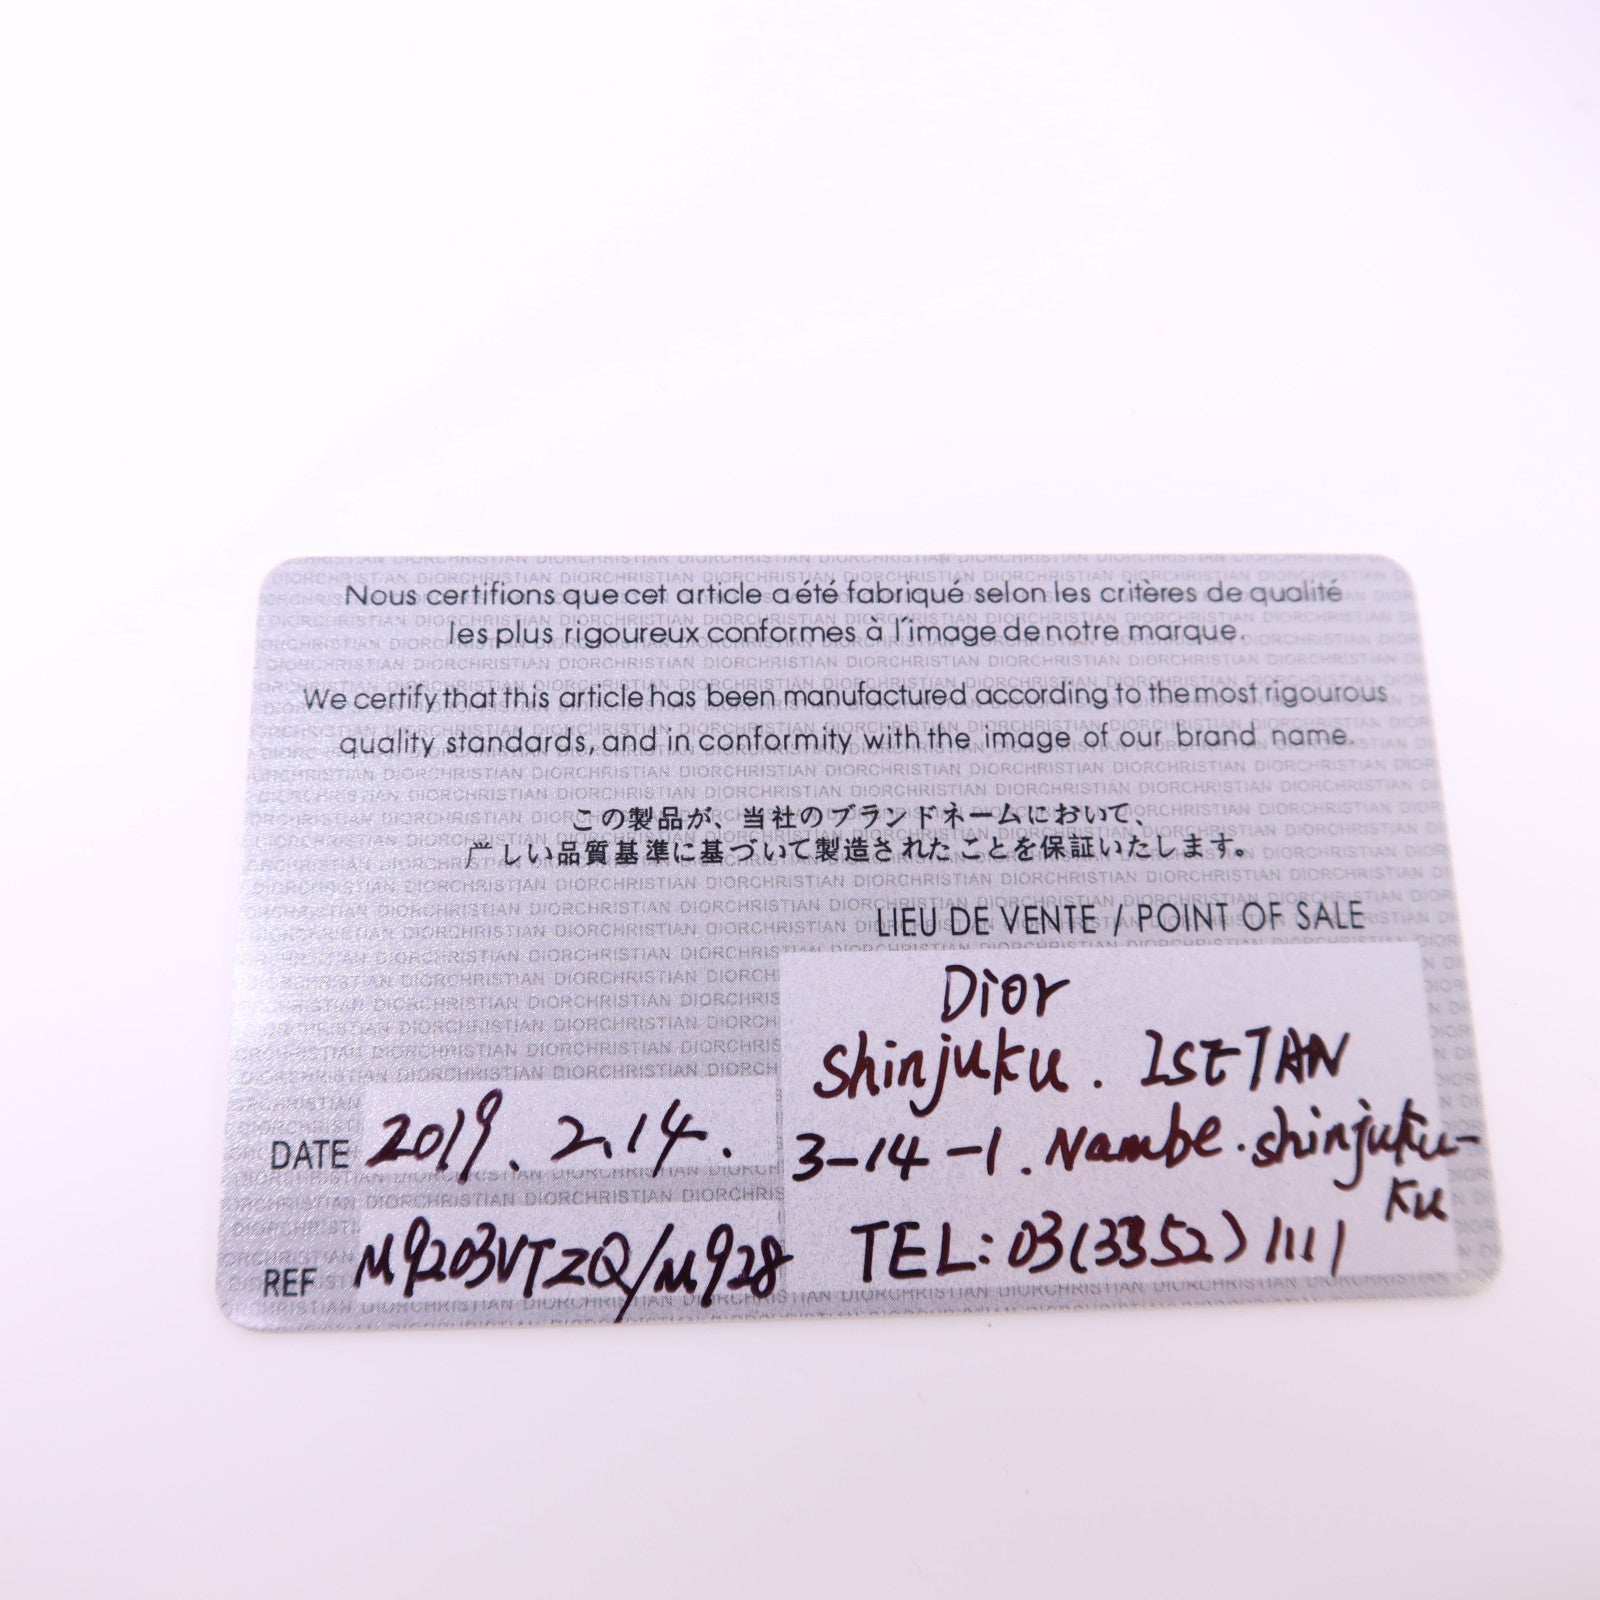 Nous certifions que cet article a été fabriqué selon les critères de qualité
les plus rigoureux conformes à l'image de notre marque.
We certify that this article has been manufactured according to the most rigourous
quality standards, and in conformity with the image of our brand name.
この製品が、当社のブランドネームにおいて、
しい品質基準に基づいて製造されたことを保証いたします。
LIEU DE VENTE / POINT OF SALE
Dior
Shinjuku. ISETAN
3-14-1. Nambe. shinjuku-
ku
TEL: 03(3352)1111
DATE 2019. 2.14.
REF M9203VTZQ/M928